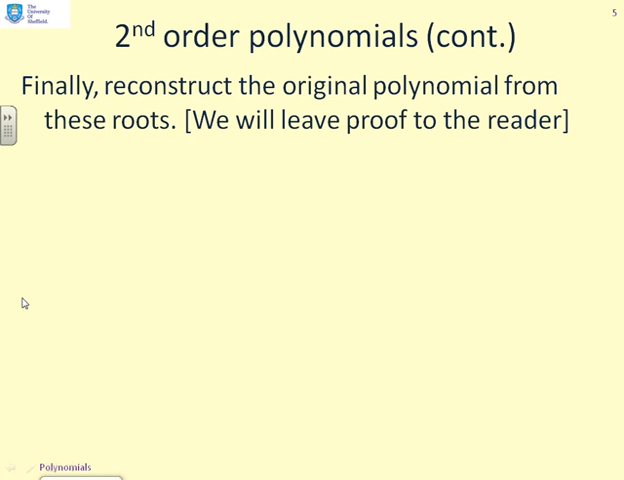 The
University
Of
Sheffield.
5
2nd order polynomials (cont.)
Finally, reconstruct the original polynomial from
these roots. [We will leave proof to the reader]
Polynomials